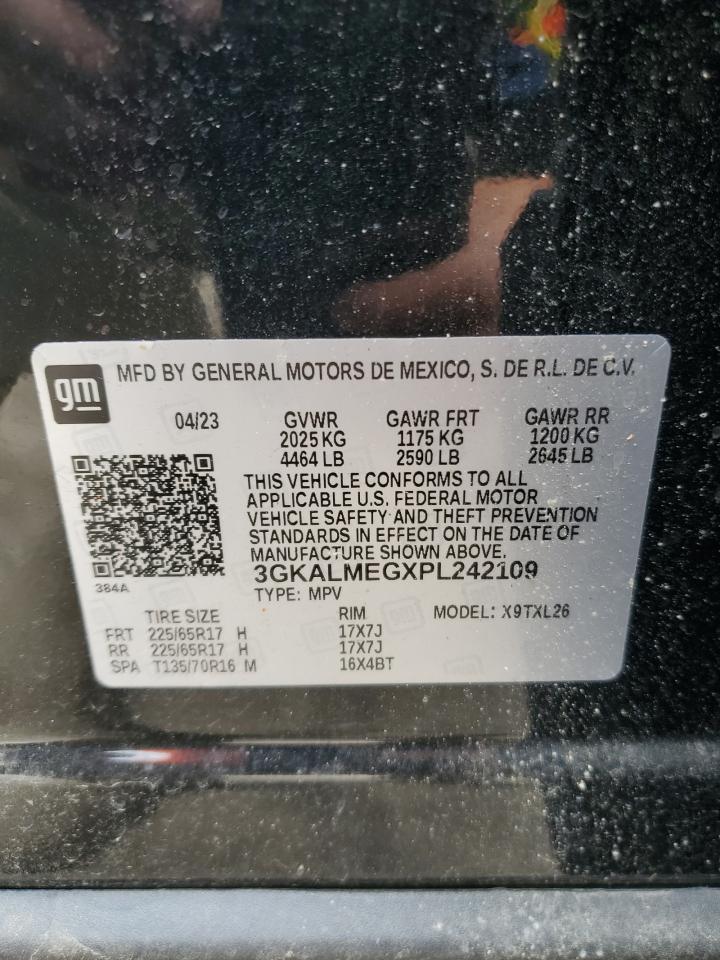 gm
MFD BY GENERAL MOTORS DE MEXICO, S. DE R.L. DE C.V.
04/23 GVWR GAWR FRT GAWR RR
2025 KG 1175 KG 1200 KG
4464 LB 2590 LB 2645 LB
THIS VEHICLE CONFORMS TO ALL
APPLICABLE U.S. FEDERAL MOTOR
VEHICLE SAFETY AND THEFT PREVENTION
STANDARDS IN EFFECT ON THE DATE OF
MANUFACTURE SHOWN ABOVE.
384A
3GKALMEGXPL242109
TYPE: MPV
TIRE SIZE RIM MODEL: X9TXL26
FRT 225/65R17 H 17X7J
RR 225/65R17 H 17X7J
SPA T135/70R16 M 16X4BT